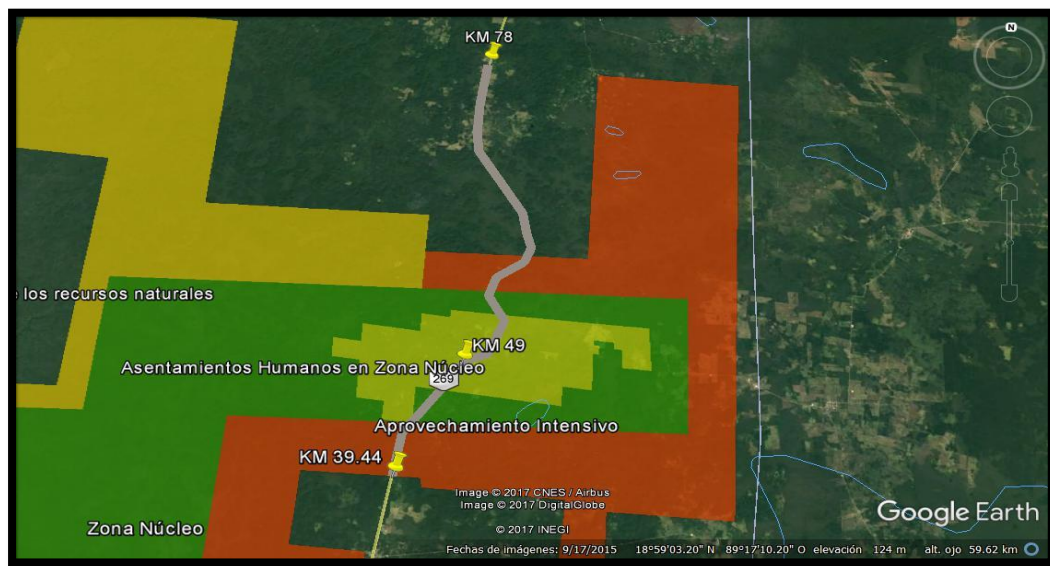 N
KM 78
e los recursos naturales
KM 49
Asentamientos Humanos en Zona Núcleo
269
Aprovechamiento Intensivo
KM 39.44
Image © 2017 CNES / Airbus
Image © 2017 DigitalGlobe
Zona Núcleo
© 2017 INEGI
Google Earth
Fechas de imágenes: 9/17/2015 18°59'03.20" N 89°17'10.20" O elevación 124 m alt. ojo 59.62 km